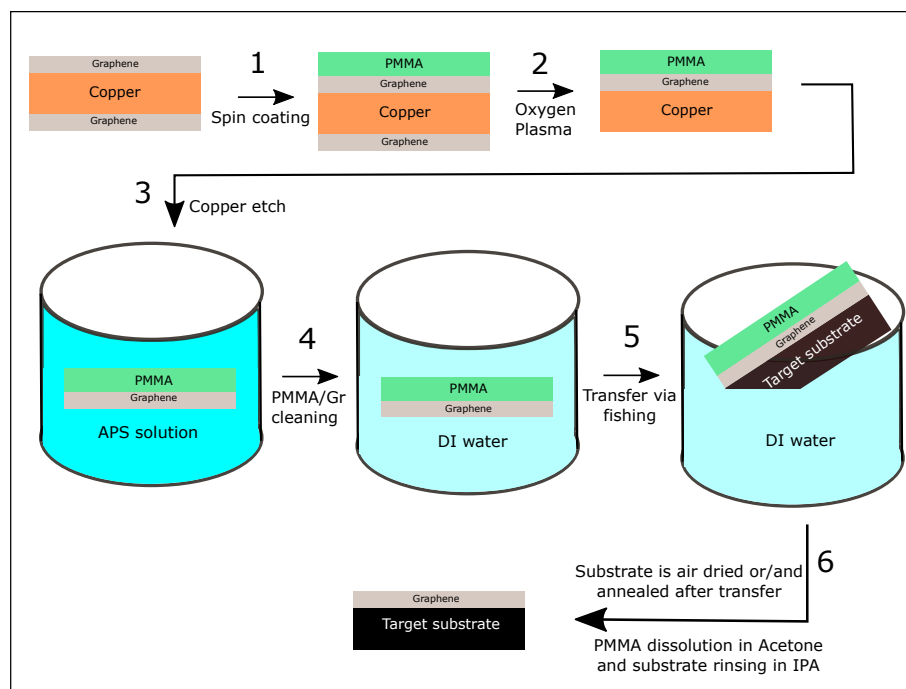 Graphene
Copper
Graphene
1
Spin coating
PMMA
Graphene
Copper
Graphene
2
Oxygen
Plasma
PMMA
Graphene
Copper
3
Copper etch
PMMA
Graphene
APS solution
4
PMMA/Gr
cleaning
PMMA
Graphene
DI water
5
Transfer via
fishing
PMMA
Graphene
Target substrate
DI water
6
Substrate is air dried or/and
annealed after transfer
PMMA dissolution in Acetone
and substrate rinsing in IPA
Graphene
Target substrate